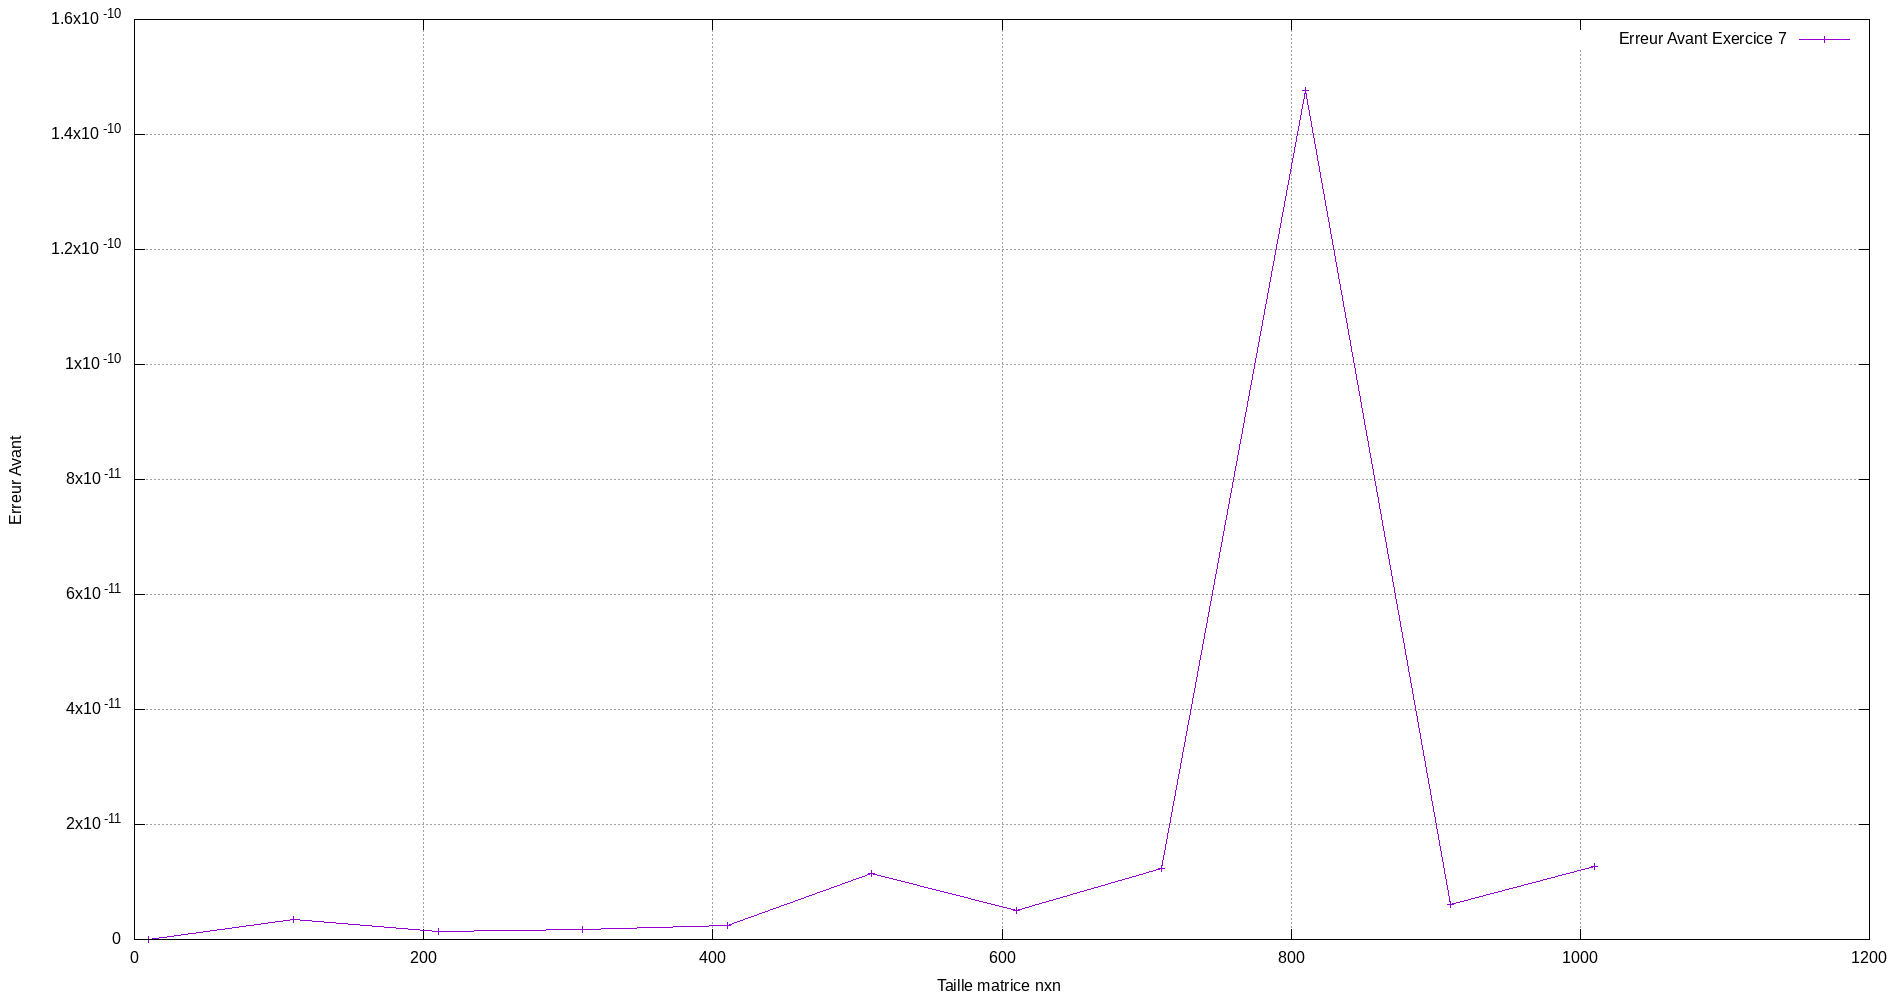 Erreur Avant Exercice 7
1.6x10 -10
1.4x10 -10
1.2x10 -10
1x10 -10
8x10 -11
6x10 -11
4x10 -11
2x10 -11
0
Erreur Avant
0 200 400 600 800 1000 1200
Taille matrice nxn